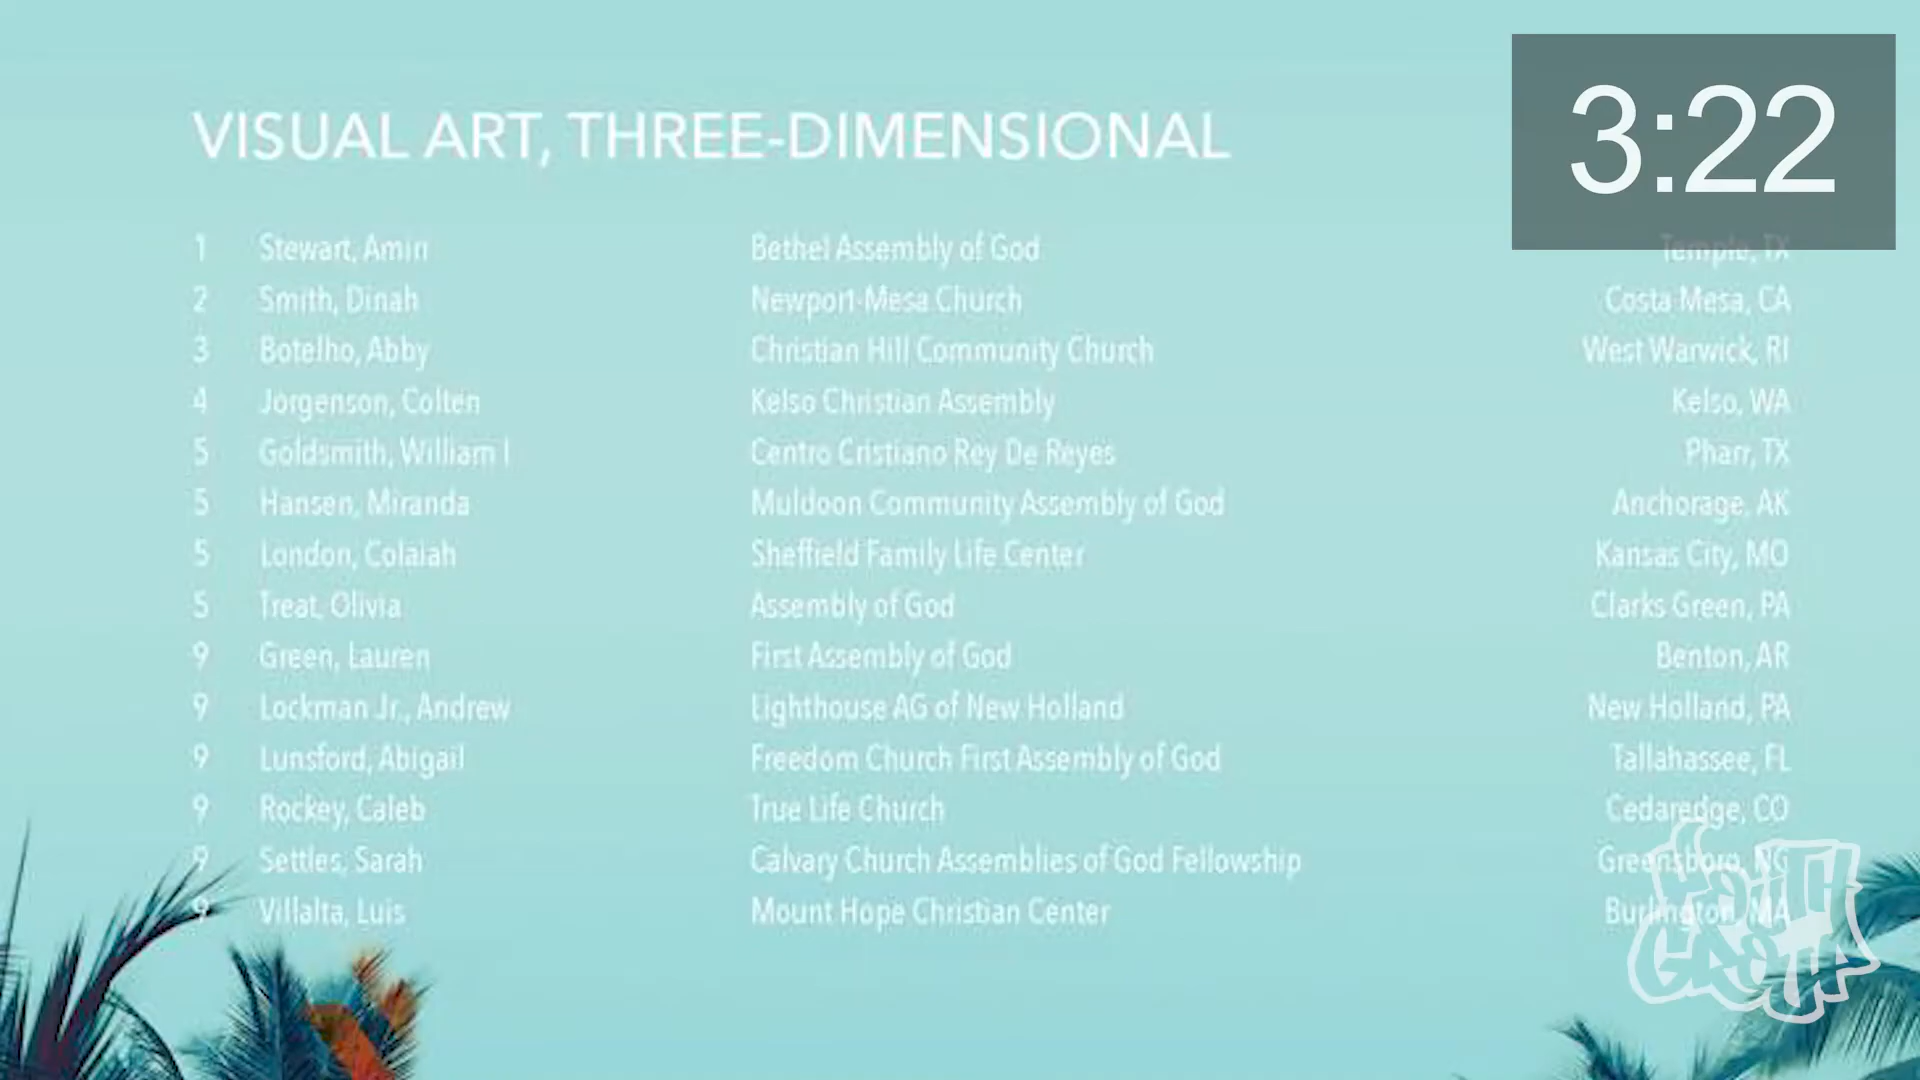 3:22
VISUAL ART, THREE-DIMENSIONAL
1 Stewart, Amin Bethel Assembly of God Temple, TX
2 Smith, Dinah Newport-Mesa Church Costa Mesa, CA
3 Botelho, Abby Christian Hill Community Church West Warwick, RI
4 Jorgenson, Colten Kelso Christian Assembly Kelso, WA
5 Goldsmith, William I Centro Cristiano Rey De Reyes Pharr, TX
5 Hansen, Miranda Muldoon Community Assembly of God Anchorage, AK
5 London, Colaiah Sheffield Family Life Center Kansas City, MO
5 Treat, Olivia Assembly of God Clarks Green, PA
9 Green, Lauren First Assembly of God Benton, AR
9 Lockman Jr., Andrew Lighthouse AG of New Holland New Holland, PA
9 Lunsford, Abigail Freedom Church First Assembly of God Tallahassee, FL
9 Rockey, Caleb True Life Church Cedaredge, CO
9 Settles, Sarah Calvary Church Assemblies of God Fellowship Greensboro, NC
9 Villalta, Luis Mount Hope Christian Center Burlington, MA